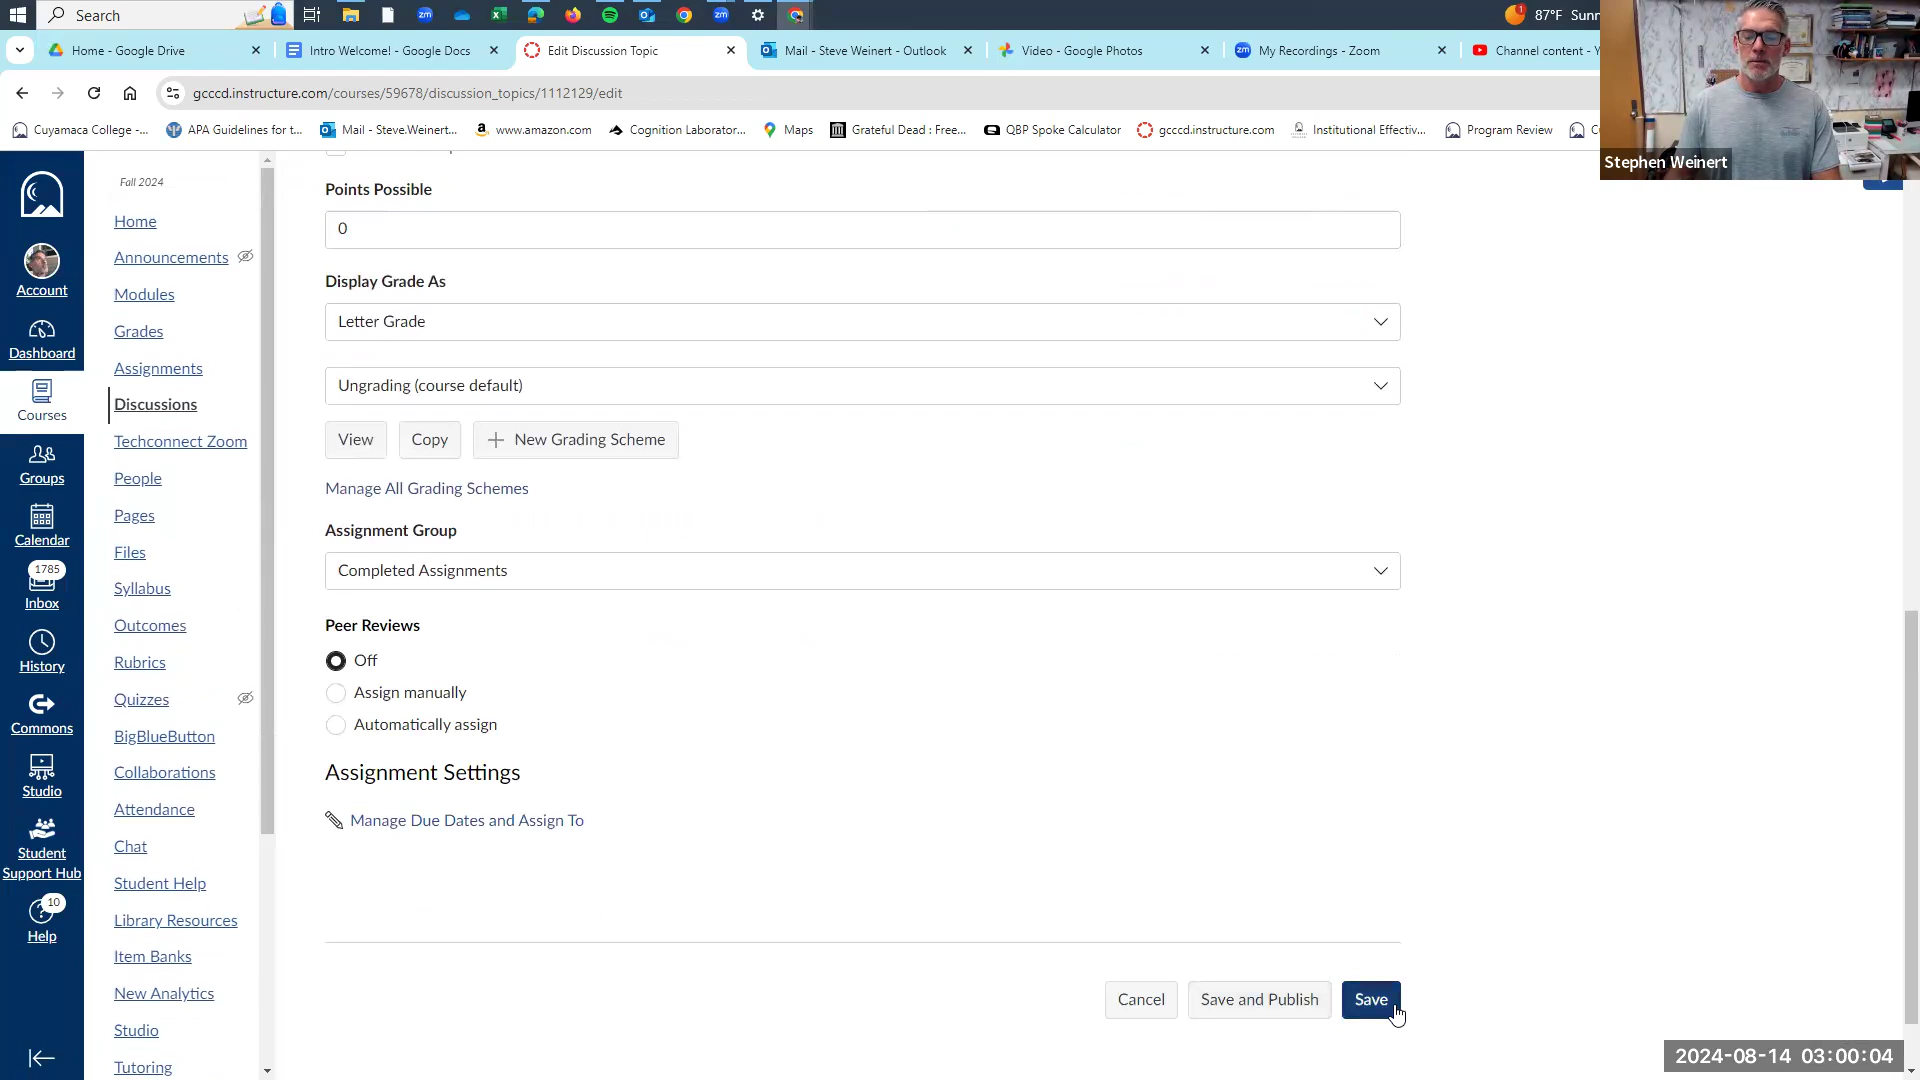 Search
zm
zm
1
87°F Sunn
Home - Google Drive
Intro Welcome! - Google Docs
Edit Discussion Topic
Mail - Steve Weinert - Outlook
Video - Google Photos
zm My Recordings - Zoom
Channel content - Y
gcccd.instructure.com/courses/59678/discussion_topics/1112129/edit
Cuyamaca College -...
APA Guidelines for t...
Mail - Steve.Weinert...
www.amazon.com
Cognition Laborator...
Maps
Grateful Dead : Free...
QBP Spoke Calculator
gcccd.instructure.com
Institutional Effectiv...
Program Review
Stephen Weinert
Account
Dashboard
Courses
Groups
Calendar
1785
Inbox
History
Commons
Studio
Student
Support Hub
10
Help
Fall 2024
Home
Announcements
Modules
Grades
Assignments
Discussions
Techconnect Zoom
People
Pages
Files
Syllabus
Outcomes
Rubrics
Quizzes
BigBlueButton
Collaborations
Attendance
Chat
Student Help
Library Resources
Item Banks
New Analytics
Studio
Tutoring
Points Possible
0
Display Grade As
Letter Grade
Ungrading (course default)
View
Copy
New Grading Scheme
Manage All Grading Schemes
Assignment Group
Completed Assignments
Peer Reviews
Off
Assign manually
Automatically assign
Assignment Settings
Manage Due Dates and Assign To
Cancel
Save and Publish
Save
2024-08-14 03:00:04